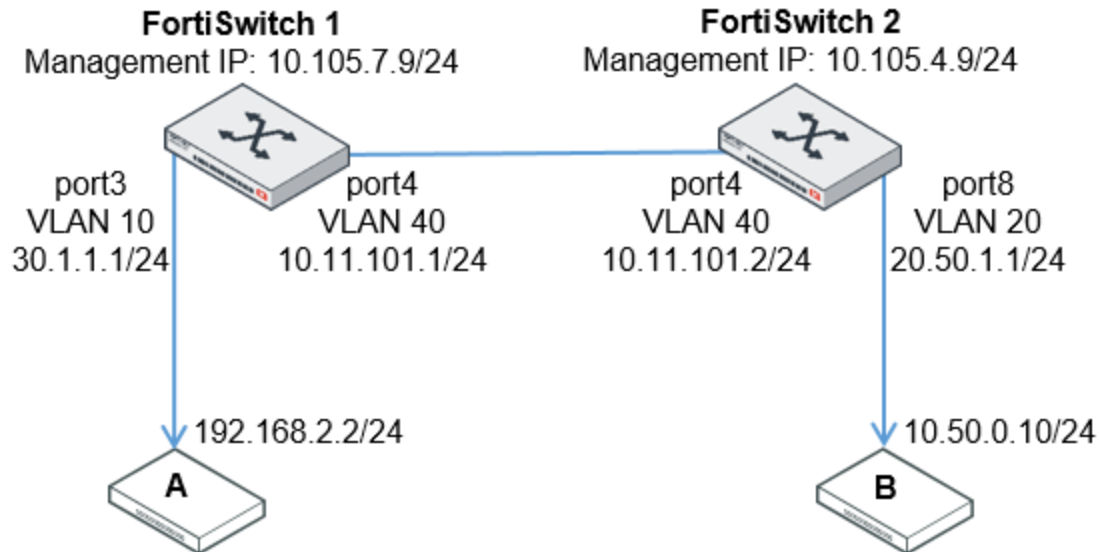 FortiSwitch 1
Management IP: 10.105.7.9/24
FortiSwitch 2
Management IP: 10.105.4.9/24
port3
VLAN 10
30.1.1.1/24
port4
VLAN 40
10.11.101.1/24
port4
VLAN 40
10.11.101.2/24
port8
VLAN 20
20.50.1.1/24
192.168.2.2/24
A
10.50.0.10/24
B